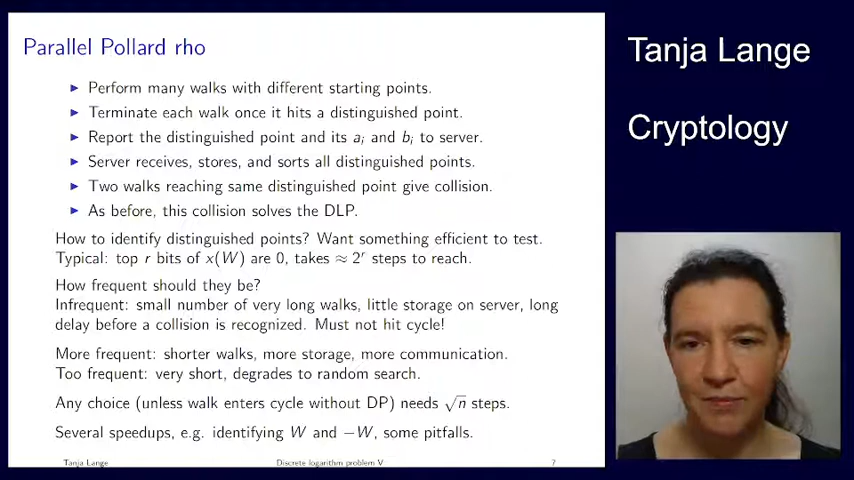 Parallel Pollard rho
▶ Perform many walks with different starting points.
▶ Terminate each walk once it hits a distinguished point.
▶ Report the distinguished point and its aᵢ and bᵢ to server.
▶ Server receives, stores, and sorts all distinguished points.
▶ Two walks reaching same distinguished point give collision.
▶ As before, this collision solves the DLP.
How to identify distinguished points? Want something efficient to test.
Typical: top r bits of x(W) are 0, takes ≈ 2ʳ steps to reach.
How frequent should they be?
Infrequent: small number of very long walks, little storage on server, long
delay before a collision is recognized. Must not hit cycle!
More frequent: shorter walks, more storage, more communication.
Too frequent: very short, degrades to random search.
Any choice (unless walk enters cycle without DP) needs √n steps.
Several speedups, e.g. identifying W and −W, some pitfalls.
Tanja Lange Discrete logarithm problem V 7
Tanja Lange
Cryptology